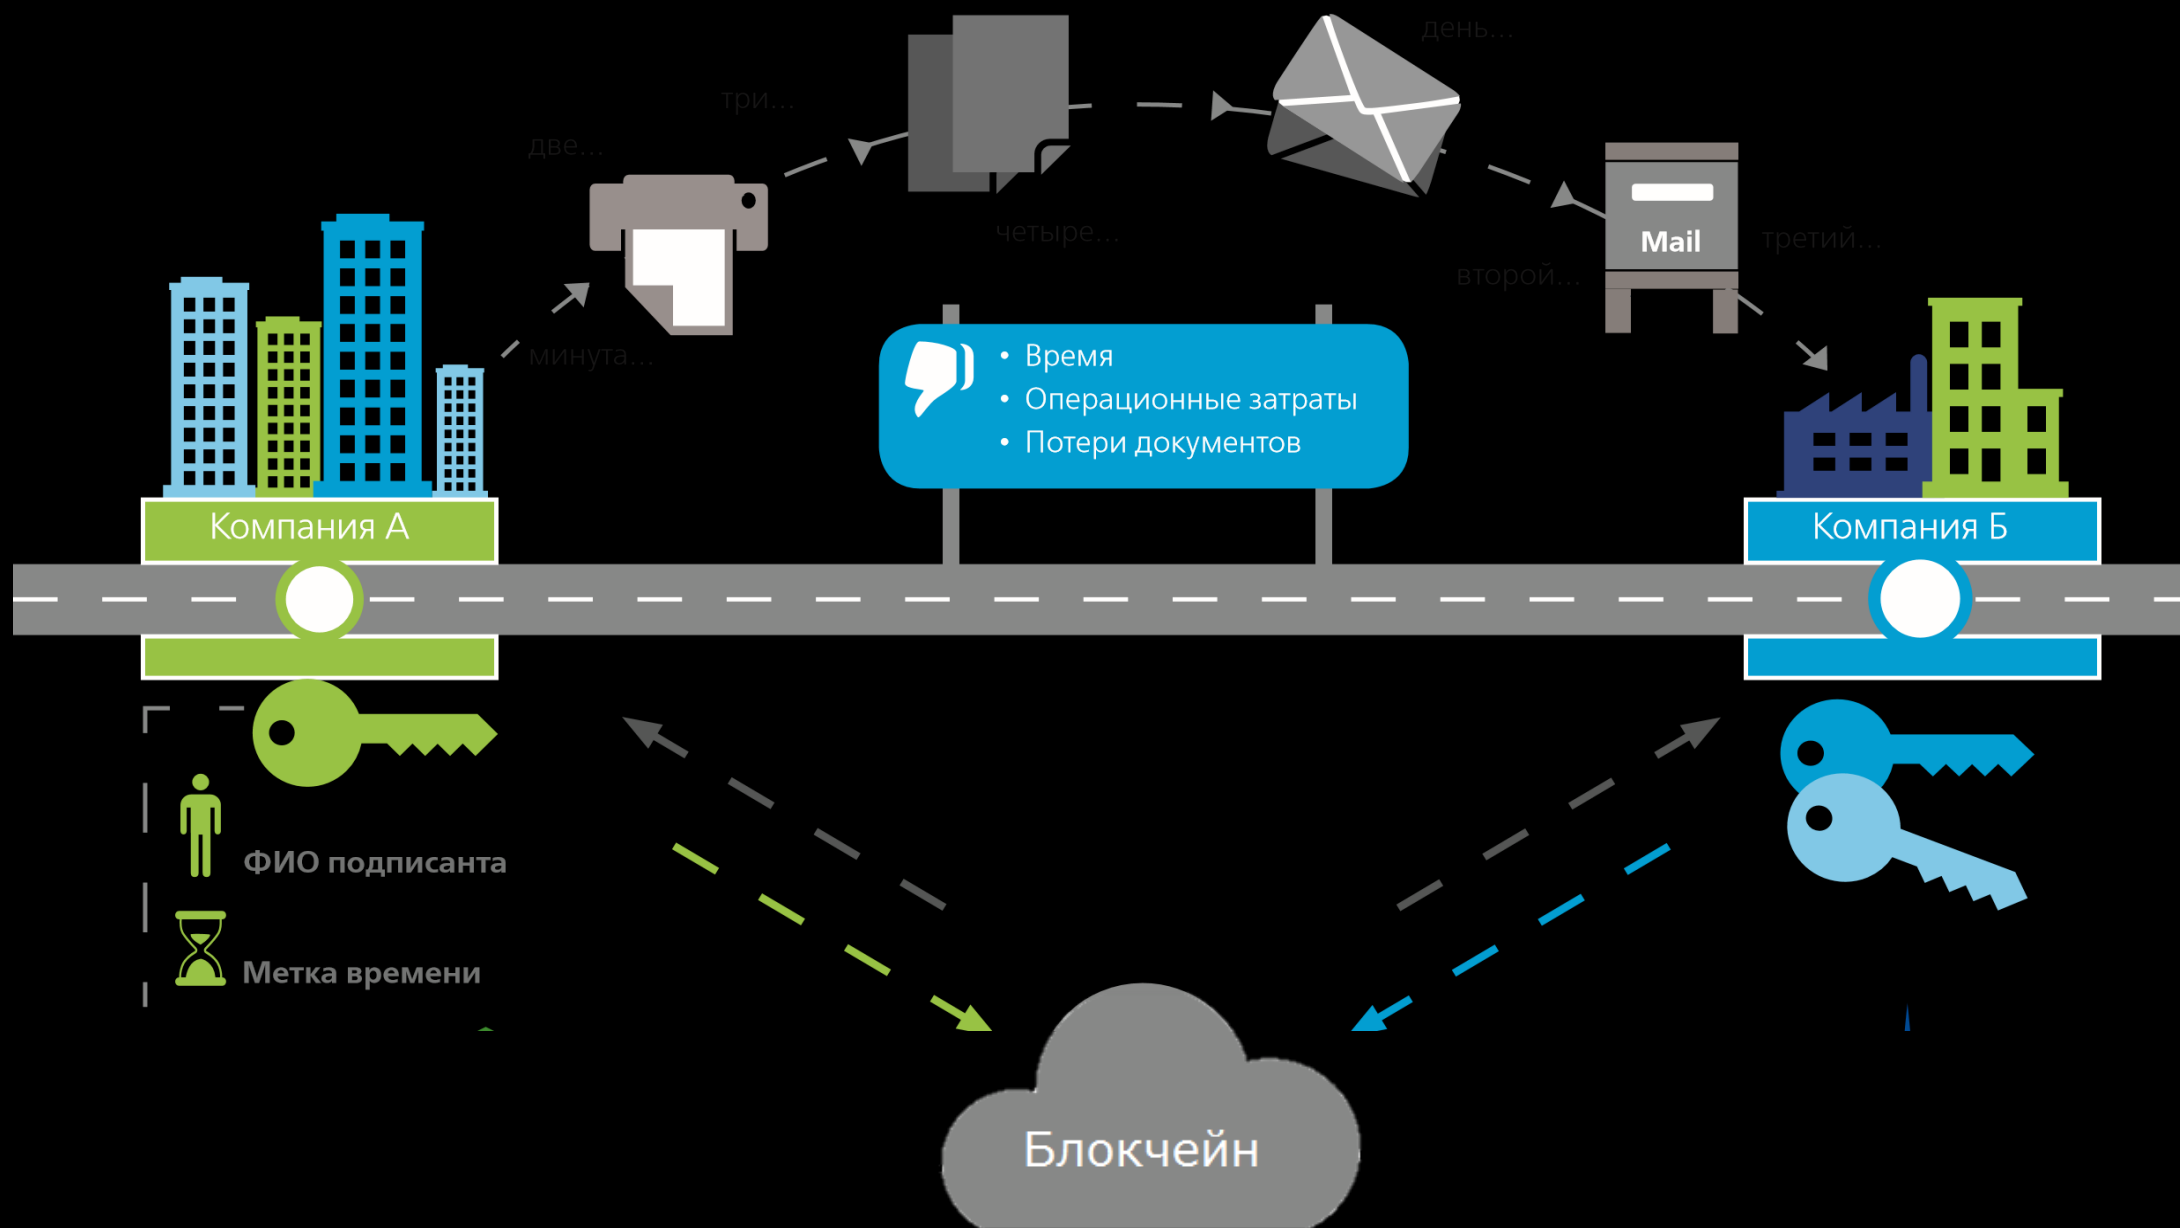 день...
три...
две...
четыре...
Mail
третий...
второй...
минута...
• Время
• Операционные затраты
• Потери документов
Компания А
Компания Б
ФИО подписанта
Метка времени
Блокчейн